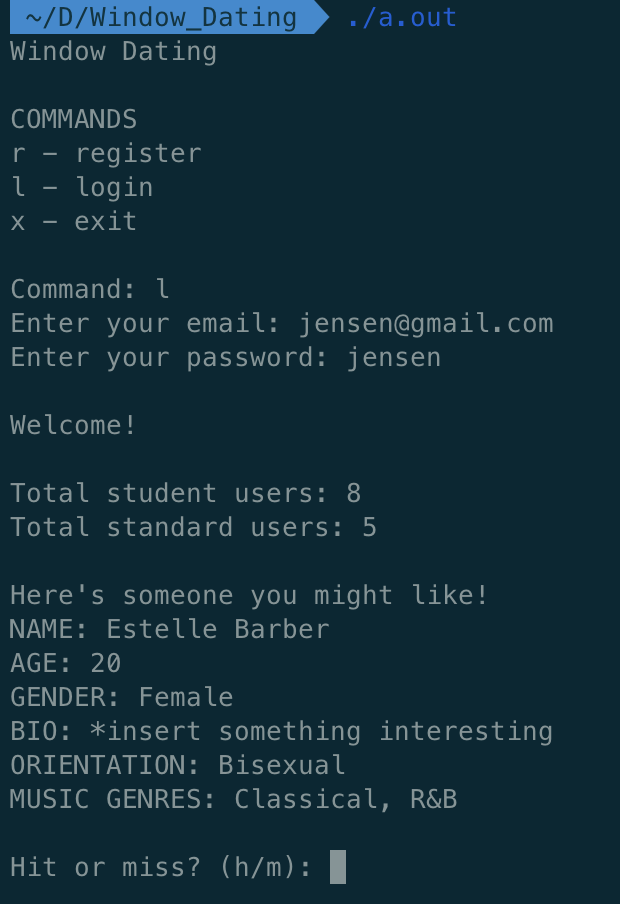 ~/D/Window_Dating ./a.out
Window Dating
COMMANDS
r - register
l - login
x - exit
Command: l
Enter your email: jensen@gmail.com
Enter your password: jensen
Welcome!
Total student users: 8
Total standard users: 5
Here's someone you might like!
NAME: Estelle Barber
AGE: 20
GENDER: Female
BIO: *insert something interesting
ORIENTATION: Bisexual
MUSIC GENRES: Classical, R&B
Hit or miss? (h/m):